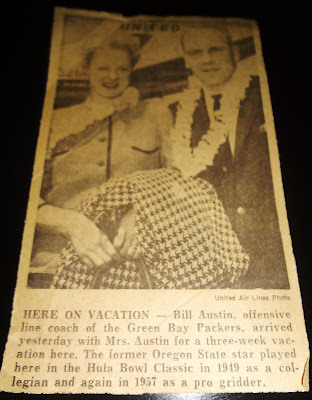 UNITED
United Air Lines Photo
HERE ON VACATION — Bill Austin, offensive
line coach of the Green Bay Packers, arrived
yesterday with Mrs. Austin for a three-week vac-
ation here. The former Oregon State star played
here in the Hula Bowl Classic in 1949 as a col-
legian and again in 1957 as a pro gridder.